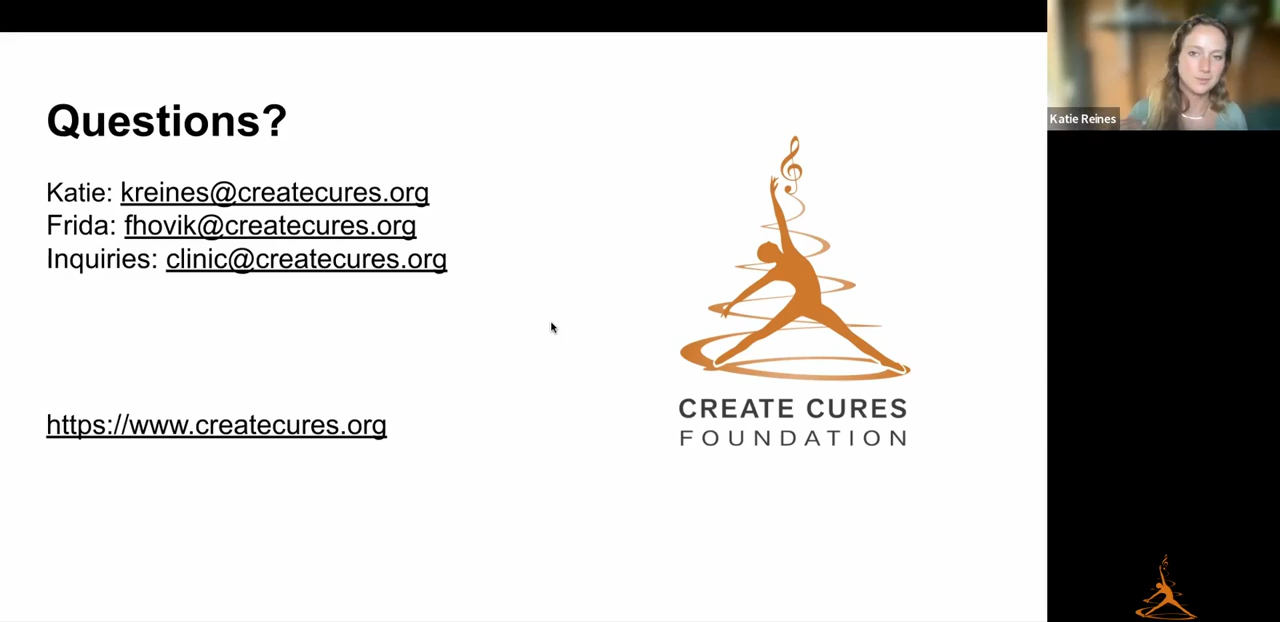 Questions?
Katie: kreines@createcures.org
Frida: fhovik@createcures.org
Inquiries: clinic@createcures.org
https://www.createcures.org
CREATE CURES
FOUNDATION
Katie Reines